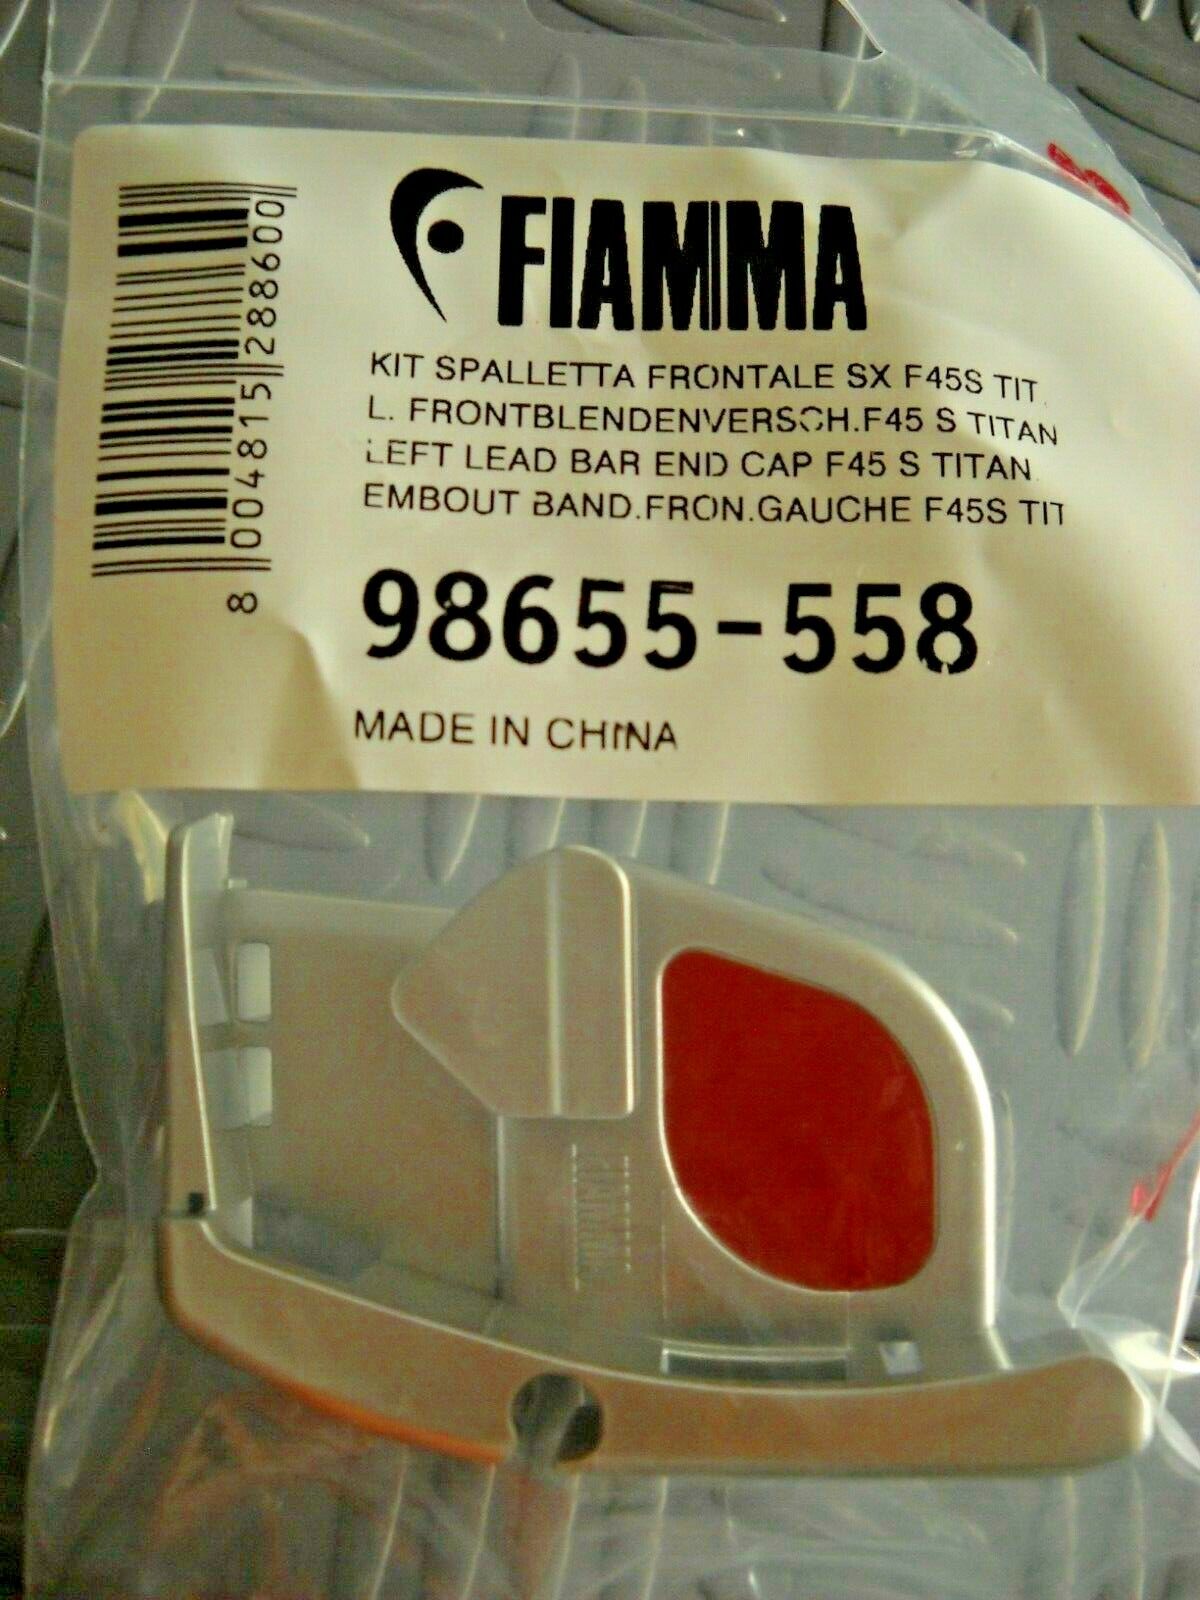 FIAMMA
KIT SPALLETTA FRONTALE SX F45S TIT.
L. FRONTBLENDENVERSCH.F45 S TITAN
LEFT LEAD BAR END CAP F45 S TITAN
EMBOUT BAND.FRON.GAUCHE F45S TIT
98655-558
MADE IN CHINA
8 004815 288600
FIAMMA